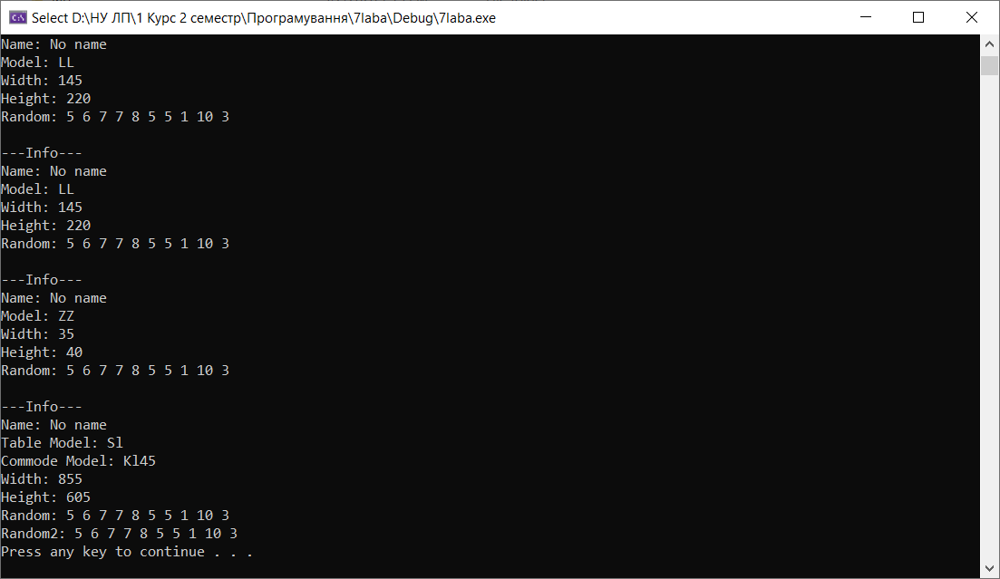 Select D:\НУ ЛП\1 Курс 2 семестр\Програмування\7laba\Debug\7laba.exe
Name: No name
Model: LL
Width: 145
Height: 220
Random: 5 6 7 7 8 5 5 1 10 3
---Info---
Name: No name
Model: LL
Width: 145
Height: 220
Random: 5 6 7 7 8 5 5 1 10 3
---Info---
Name: No name
Model: ZZ
Width: 35
Height: 40
Random: 5 6 7 7 8 5 5 1 10 3
---Info---
Name: No name
Table Model: Sl
Commode Model: Kl45
Width: 855
Height: 605
Random: 5 6 7 7 8 5 5 1 10 3
Random2: 5 6 7 7 8 5 5 1 10 3
Press any key to continue . . .